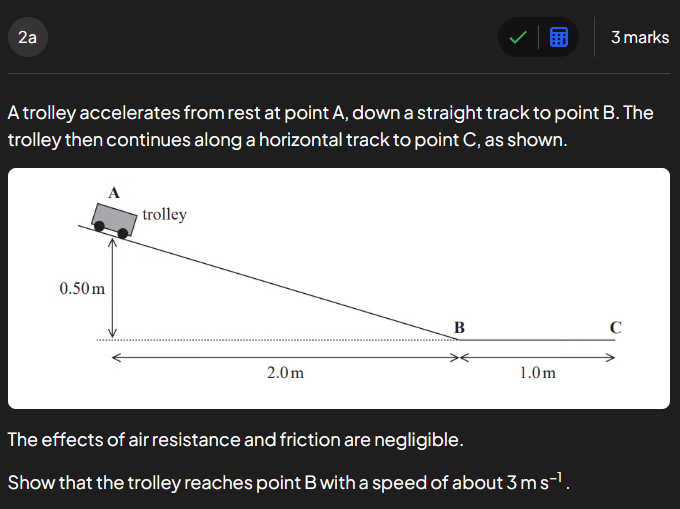 2a
3 marks
A trolley accelerates from rest at point A, down a straight track to point B. The
trolley then continues along a horizontal track to point C, as shown.
A
trolley
0.50 m
B
C
2.0 m
1.0 m
The effects of air resistance and friction are negligible.
Show that the trolley reaches point B with a speed of about 3 m s⁻¹.